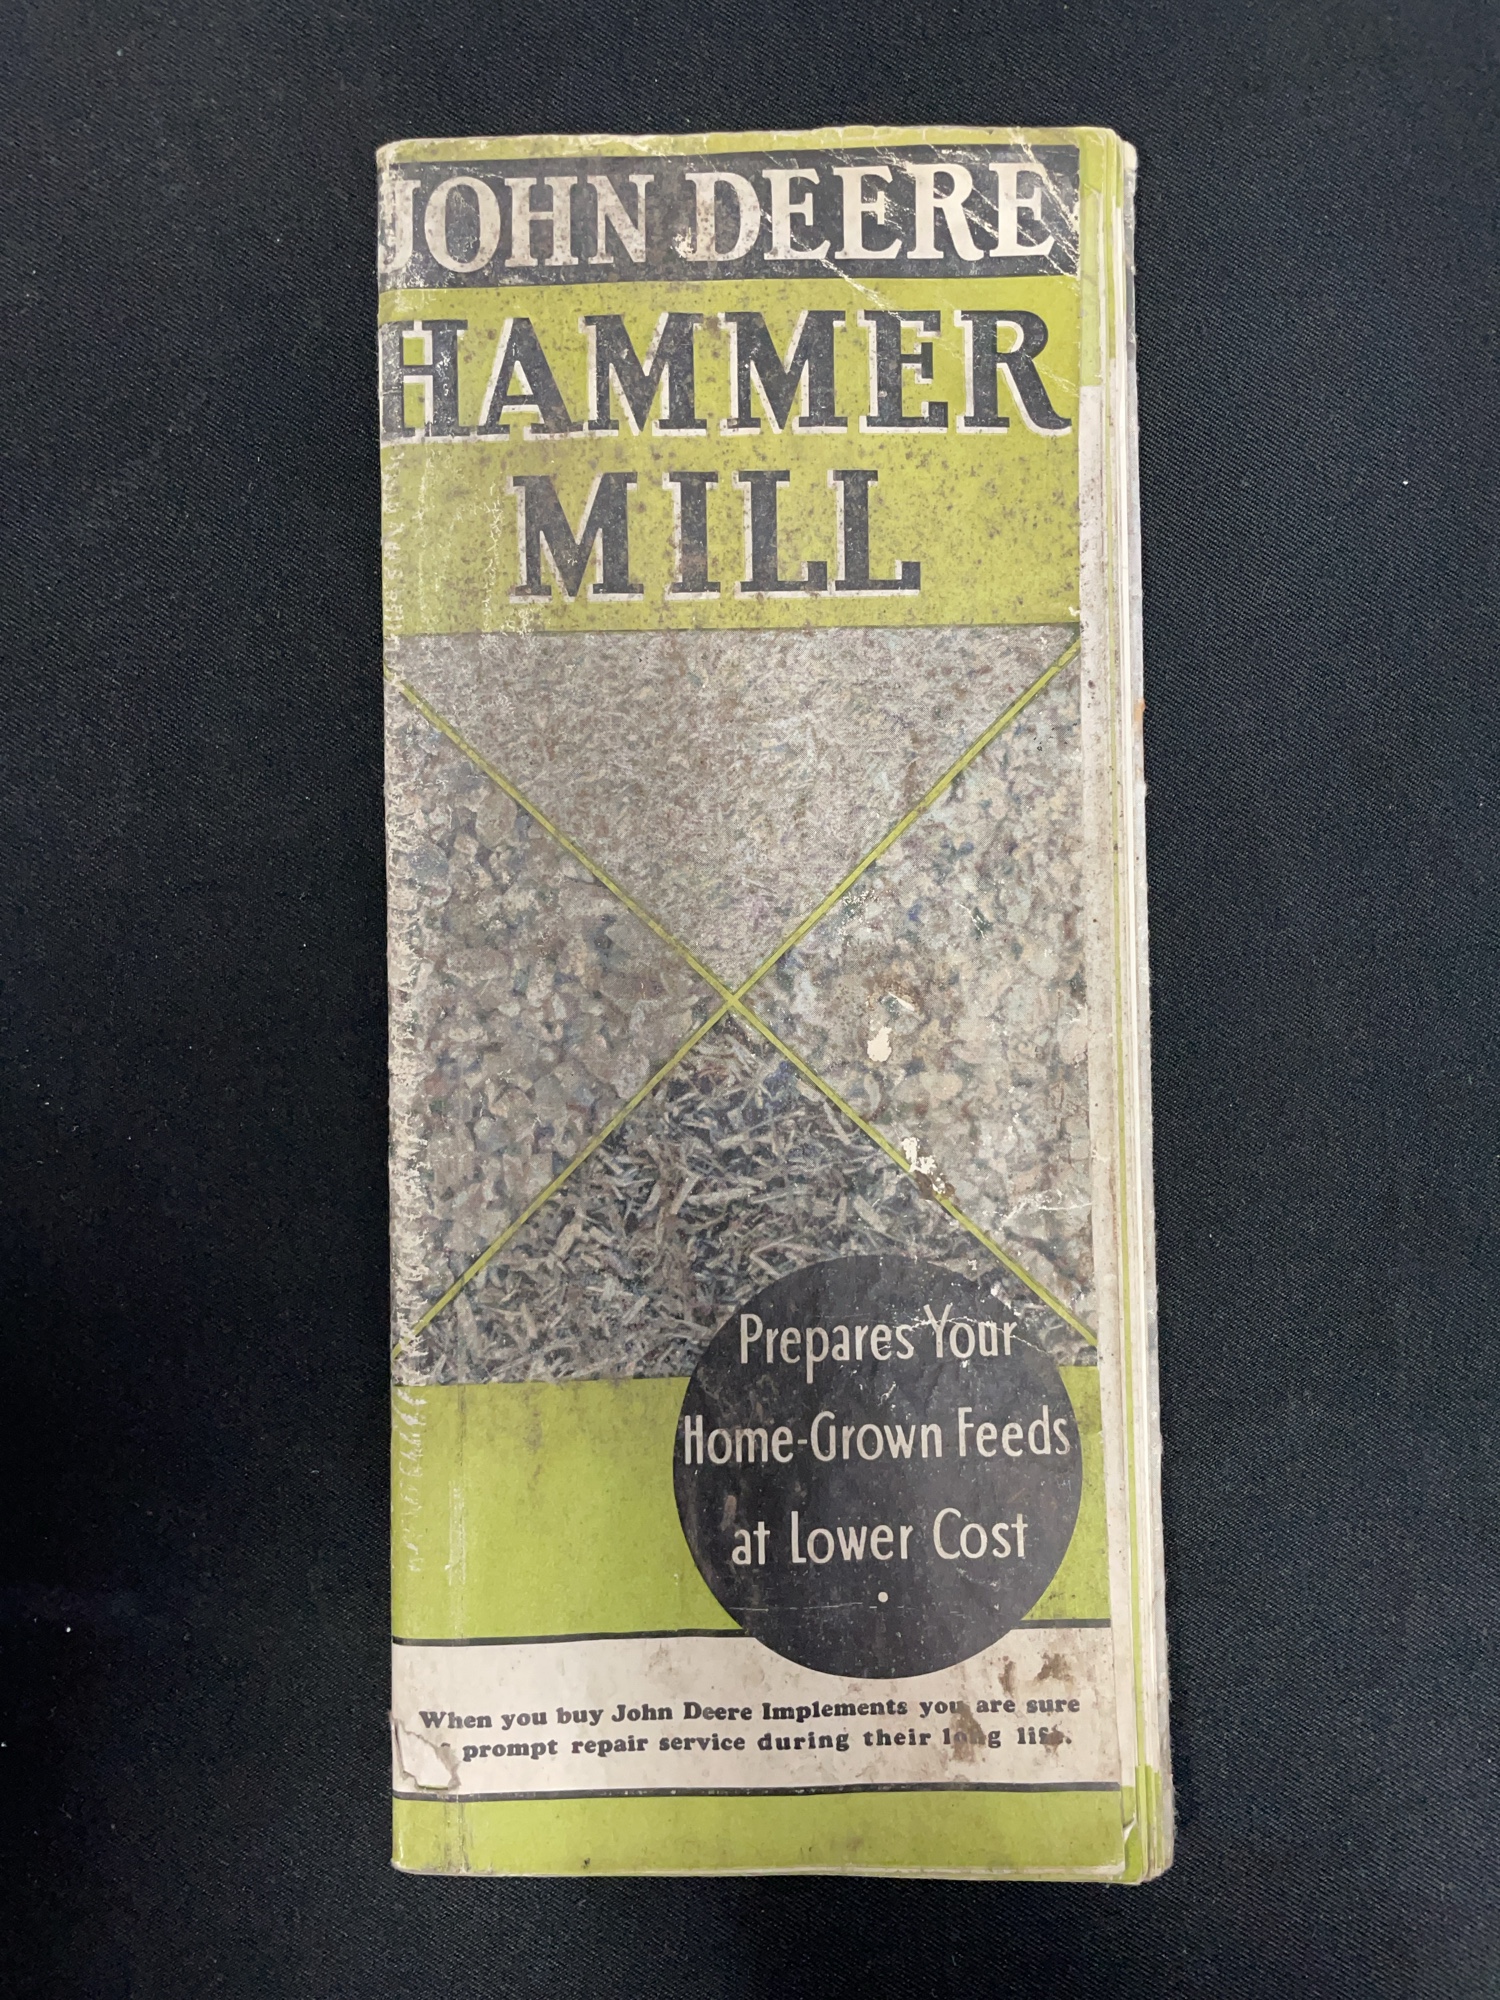 JOHN DEERE
HAMMER
MILL
Prepares Your
Home-Grown Feeds
at Lower Cost
When you buy John Deere Implements you are sure
prompt repair service during their long life.